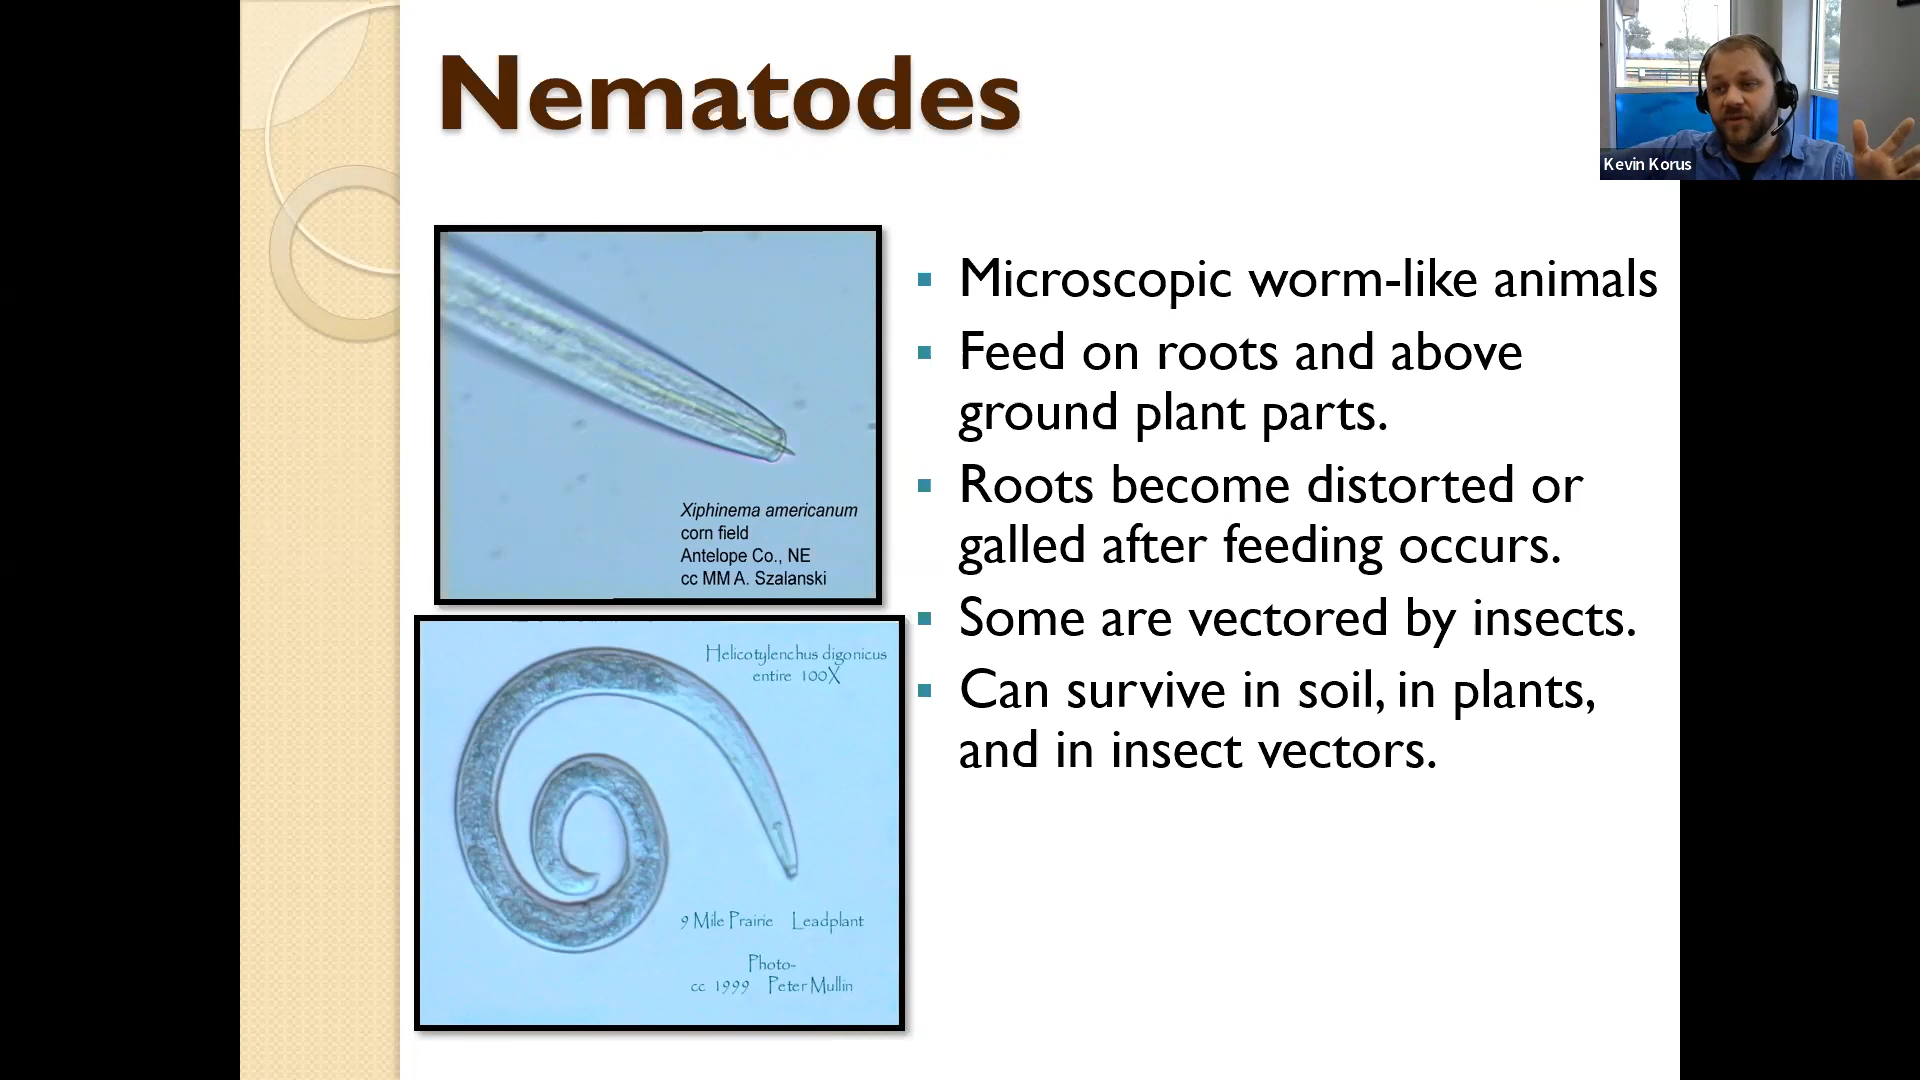 Nematodes
Kevin Korus
Xiphinema americanum
corn field
Antelope Co., NE
cc MM A. Szalanski
Helicotylenchus digonicus
entire 100X
9 Mile Prairie Leadplant
Photo-
cc 1999 Peter Mullin
▪ Microscopic worm-like animals
▪ Feed on roots and above
ground plant parts.
▪ Roots become distorted or
galled after feeding occurs.
▪ Some are vectored by insects.
▪ Can survive in soil, in plants,
and in insect vectors.